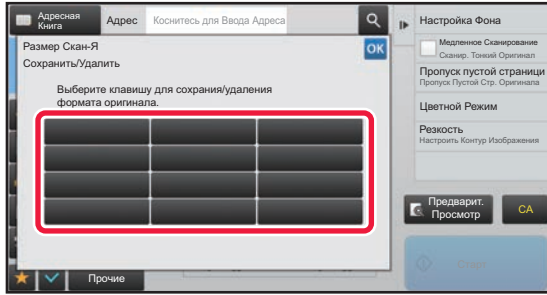 Адресная
Книга
Адрес
Коснитесь для Ввода Адреса
Размер Скан-Я
OK
Сохранить/Удалить
Выберите клавишу для сохрания/удаления
формата оригинала.
Прочие
Настройка Фона
Медленное Сканирование
Сканир. Тонкий Оригинал
Пропуск пустой страници
Пропуск Пустой Стр. Оригинала
Цветной Режим
Резкость
Настроить Контур Изображения
Предварит.
Просмотр
CA